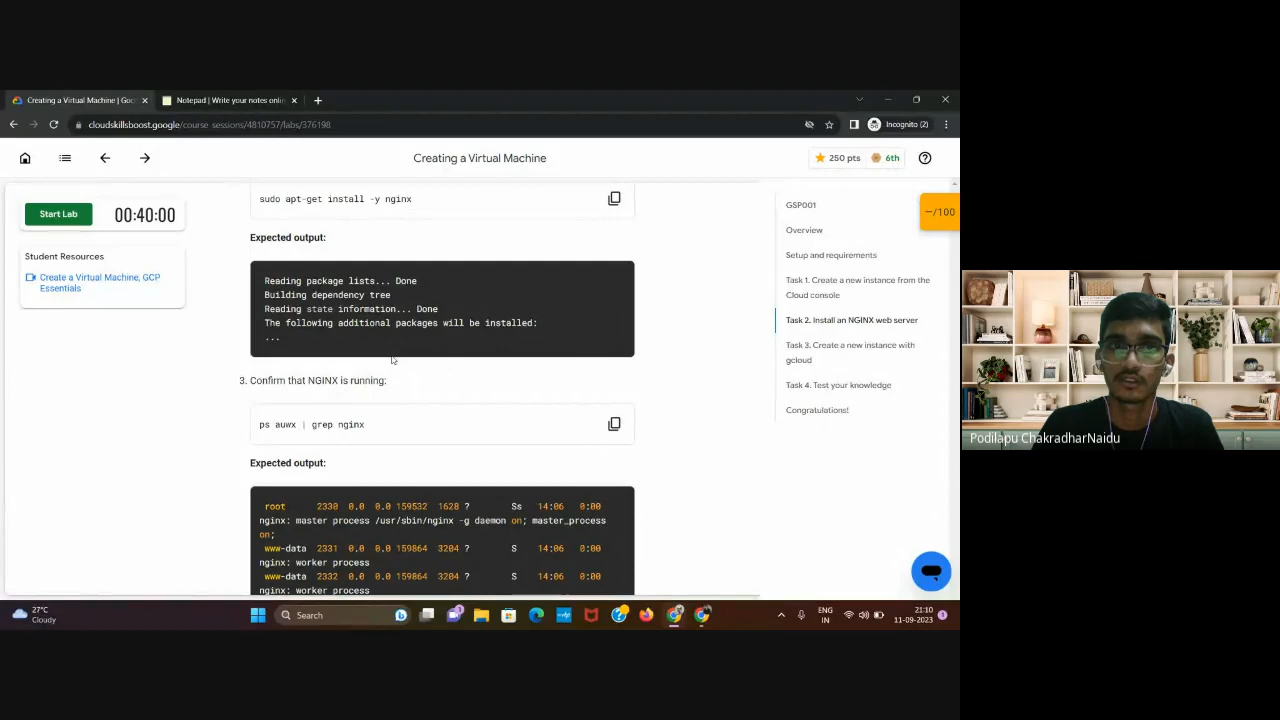 Creating a Virtual Machine | Goo
Notepad | Write your notes onli
cloudskillsboost.google/course_sessions/4810757/labs/376198
Incognito (2)
Creating a Virtual Machine
250 pts
6th
Start Lab
00:40:00
Student Resources
Create a Virtual Machine, GCP
Essentials
sudo apt-get install -y nginx
Expected output:
Reading package lists... Done
Building dependency tree
Reading state information... Done
The following additional packages will be installed:
...
3. Confirm that NGINX is running:
ps auwx | grep nginx
Expected output:
root 2330 0.0 0.0 159532 1628 ? Ss 14:06 0:00
nginx: master process /usr/sbin/nginx -g daemon on; master_process
on;
www-data 2331 0.0 0.0 159864 3204 ? S 14:06 0:00
nginx: worker process
www-data 2332 0.0 0.0 159864 3204 ? S 14:06 0:00
nginx: worker process
GSP001
Overview
Setup and requirements
Task 1. Create a new instance from the
Cloud console
Task 2. Install an NGINX web server
Task 3. Create a new instance with
gcloud
Task 4. Test your knowledge
Congratulations!
–/100
Podilapu ChakradharNaidu
27°C
Cloudy
Search
ENG
IN
21:10
11-09-2023